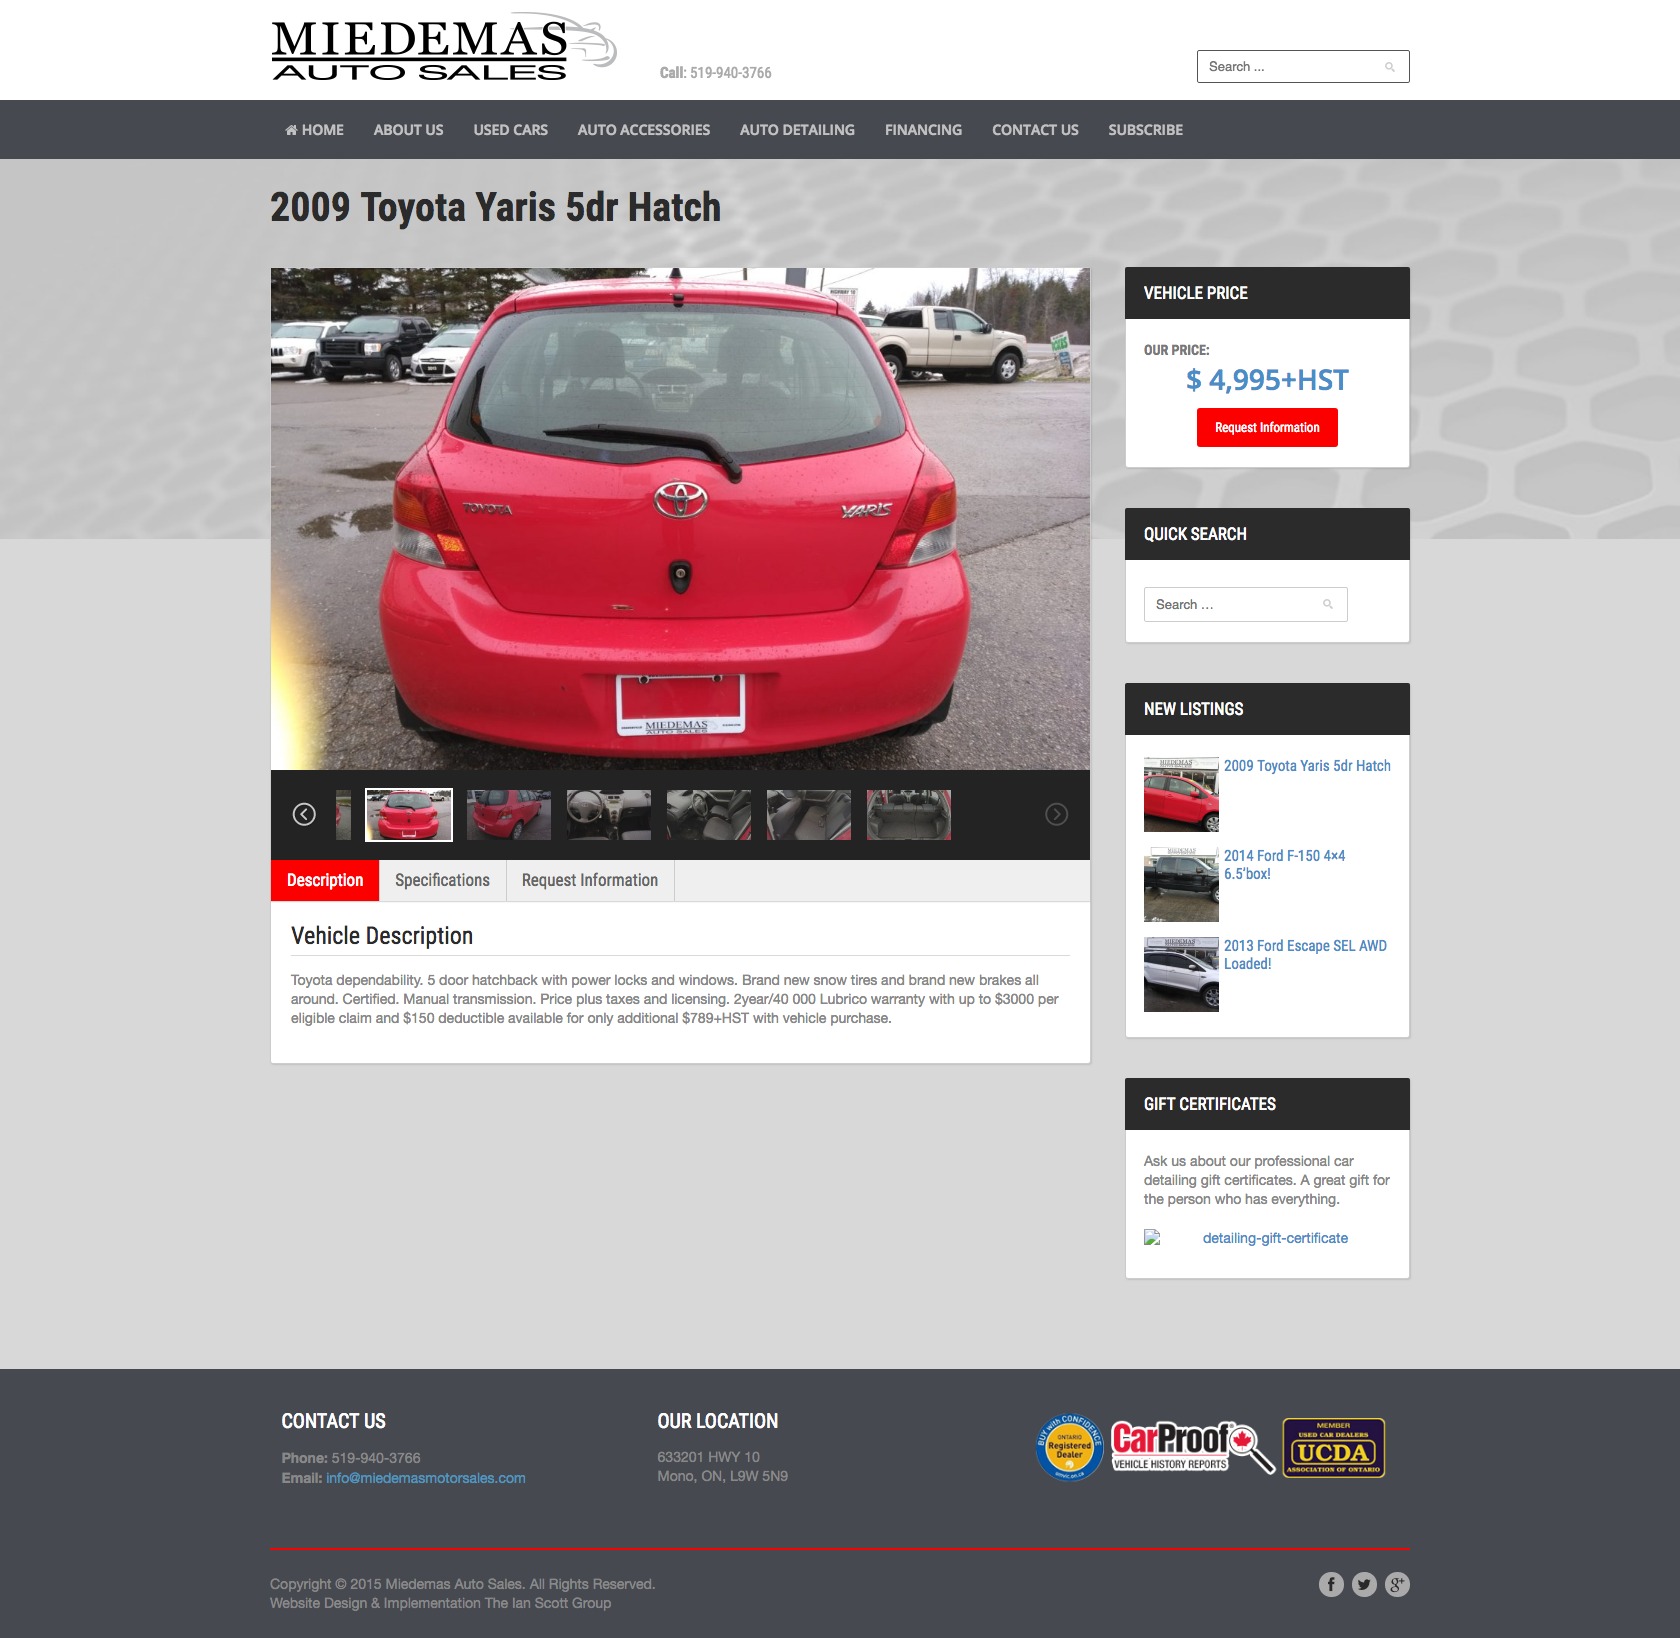 MIEDEMAS
AUTO SALES
Call: 519-940-3766
Search ...
HOME
ABOUT US
USED CARS
AUTO ACCESSORIES
AUTO DETAILING
FINANCING
CONTACT US
SUBSCRIBE
2009 Toyota Yaris 5dr Hatch
TOYOTA
YARIS
MIEDEMAS
AUTO SALES
Description
Specifications
Request Information
Vehicle Description
Toyota dependability. 5 door hatchback with power locks and windows. Brand new snow tires and brand new brakes all
around. Certified. Manual transmission. Price plus taxes and licensing. 2year/40 000 Lubrico warranty with up to $3000 per
eligible claim and $150 deductible available for only additional $789+HST with vehicle purchase.
VEHICLE PRICE
OUR PRICE:
$ 4,995+HST
Request Information
QUICK SEARCH
Search …
NEW LISTINGS
MIEDEMAS
2009 Toyota Yaris 5dr Hatch
MIEDEMAS
2014 Ford F-150 4×4
6.5'box!
MIEDEMAS
2013 Ford Escape SEL AWD
Loaded!
GIFT CERTIFICATES
Ask us about our professional car
detailing gift certificates. A great gift for
the person who has everything.
detailing-gift-certificate
CONTACT US
Phone: 519-940-3766
Email: info@miedemasmotorsales.com
OUR LOCATION
633201 HWY 10
Mono, ON, L9W 5N9
BUY with CONFIDENCE
ONTARIO
Registered
Dealer
omvic.on.ca
CarProof
VEHICLE HISTORY REPORTS
MEMBER
USED CAR DEALERS
UCDA
ASSOCIATION OF ONTARIO
Copyright © 2015 Miedemas Auto Sales. All Rights Reserved.
Website Design & Implementation The Ian Scott Group